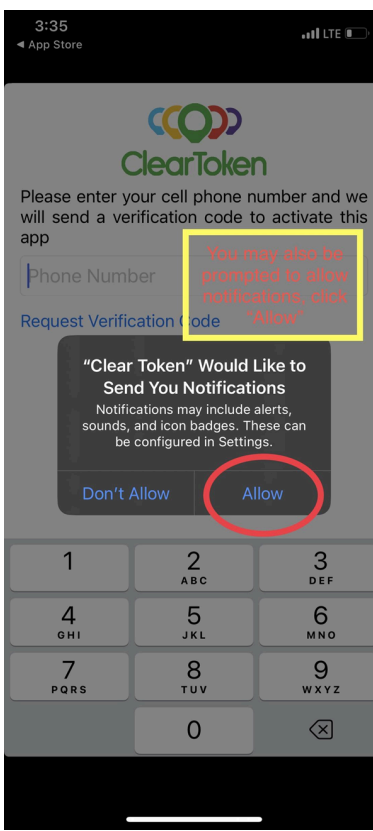 3:35
LTE
◄ App Store
ClearToken
Please enter your cell phone number and we
will send a verification code to activate this
app
You may also be
prompted to allow
notifications, click
"Allow"
Phone Number
Request Verification Code
“Clear Token” Would Like to
Send You Notifications
Notifications may include alerts,
sounds, and icon badges. These can
be configured in Settings.
Don’t Allow
Allow
1
2
3
ABC
DEF
4
5
6
GHI
JKL
MNO
7
8
9
PQRS
TUV
WXYZ
0